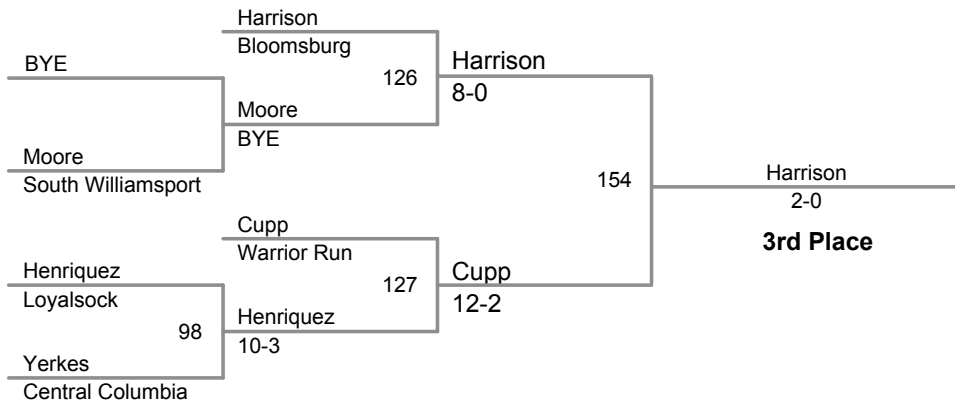 Harrison
Bloomsburg
BYE
126
Harrison
8-0
Moore
BYE
Moore
South Williamsport
154
Harrison
2-0
3rd Place
Cupp
Warrior Run
Henriquez
Loyalsock
127
Cupp
12-2
98
Henriquez
10-3
Yerkes
Central Columbia